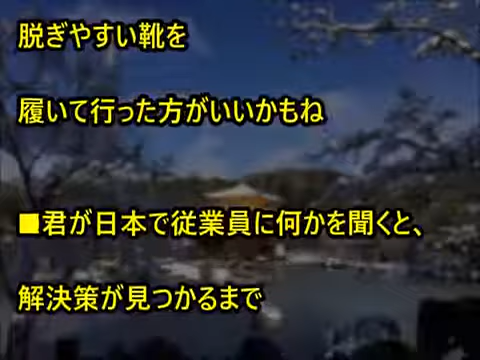 脱ぎやすい靴を
履いて行った方がいいかもね
■君が日本で従業員に何かを聞くと、
解決策が見つかるまで